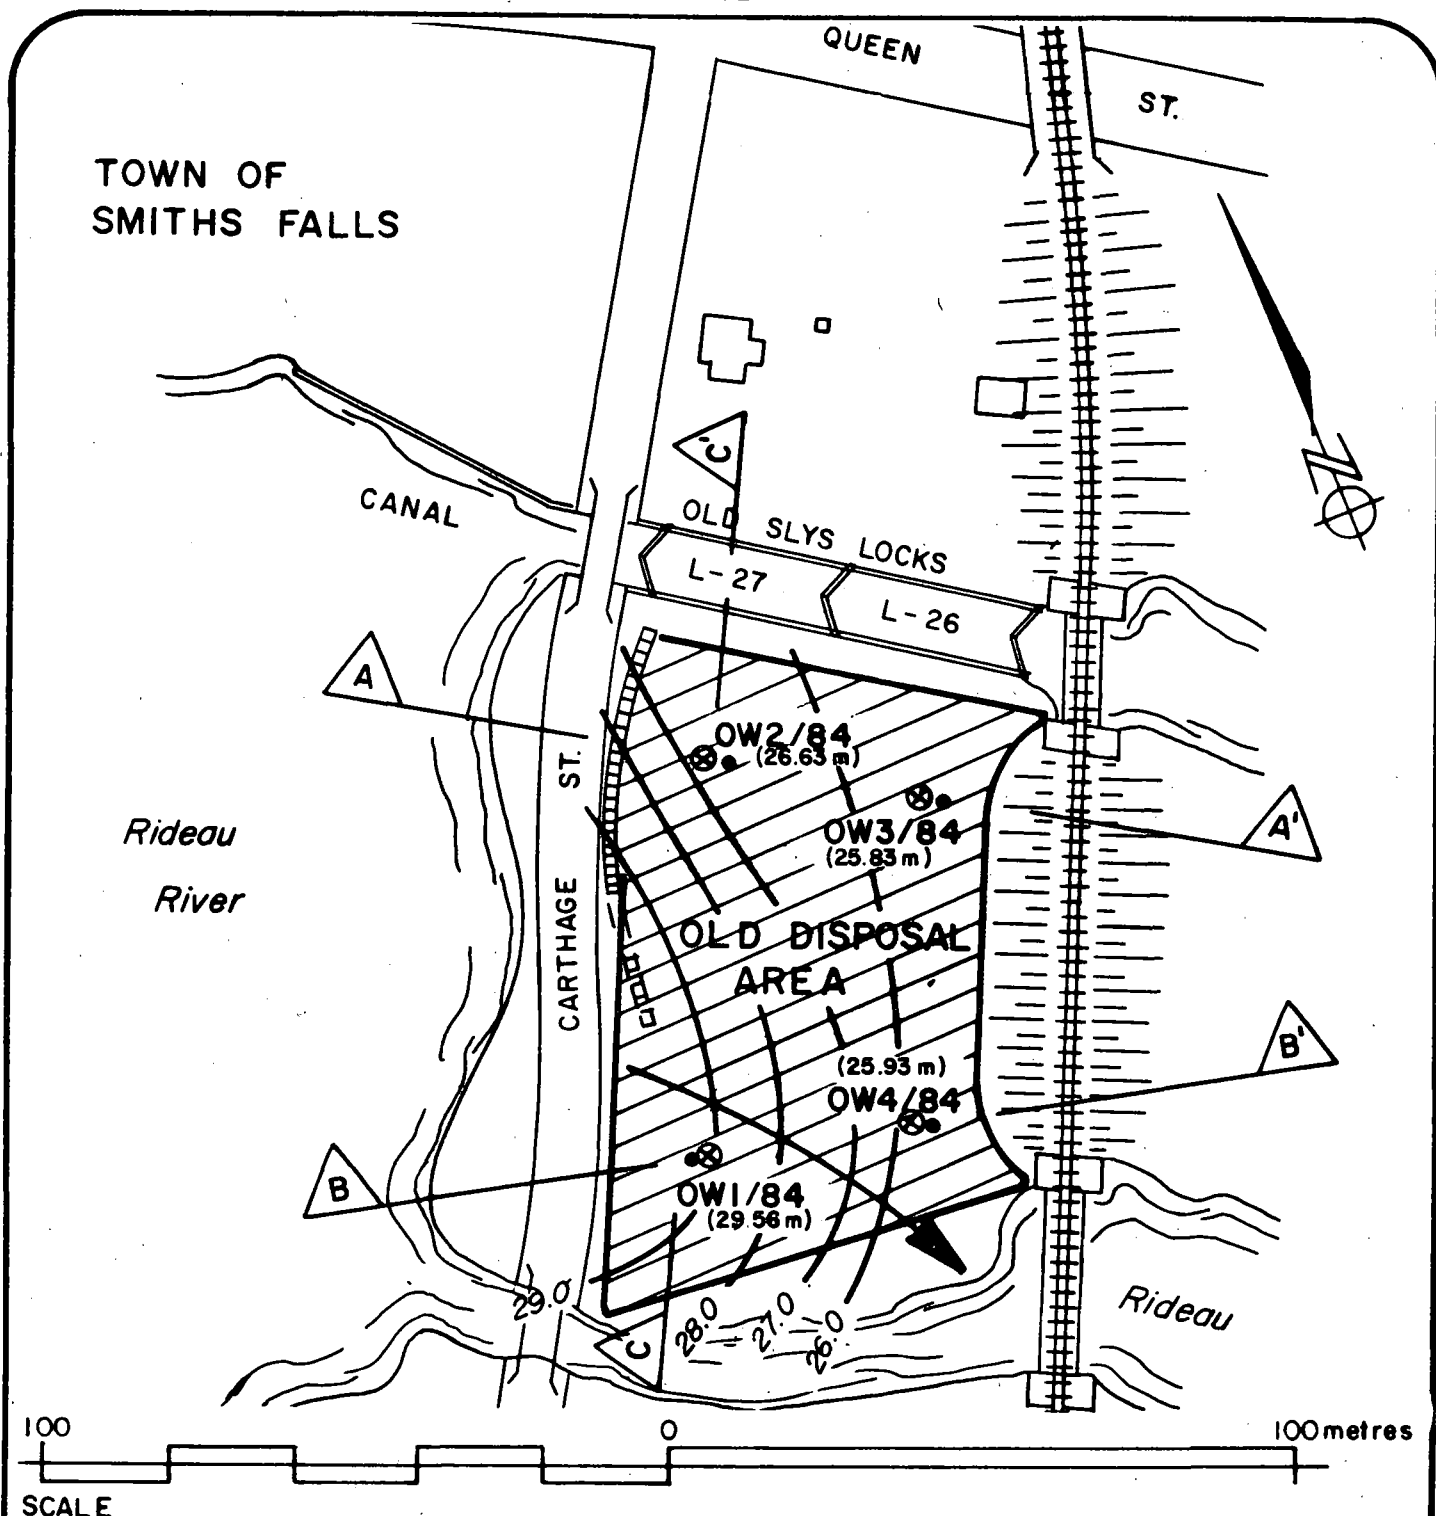 QUEEN
ST.
TOWN OF
SMITHS FALLS
C'
N
CANAL
OLD SLYS LOCKS
L-27
L-26
A
OW2/84
(26.63 m)
ST.
A'
OW3/84
(25.83 m)
Rideau
River
CARTHAGE
OLD DISPOSAL
AREA
B'
(25.93 m)
OW4/84
B
OW1/84
(29.56 m)
29.0
28.0
27.0
26.0
C
Rideau
100
0
100 metres
SCALE